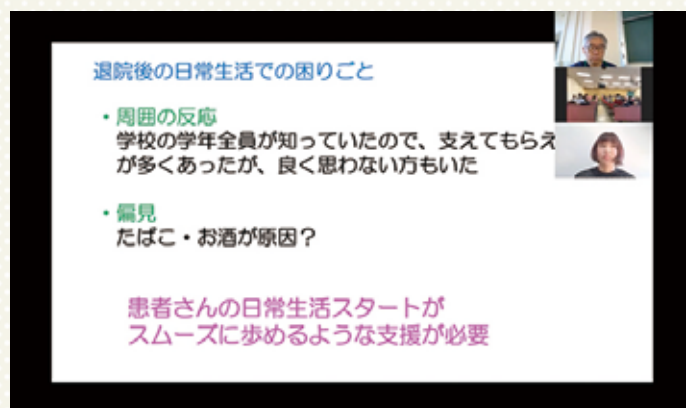 退院後の日常生活での困りごと
・周囲の反応
学校の学年全員が知っていたので、支えてもらえ
が多くあったが、良く思わない方もいた
・偏見
たばこ・お酒が原因？
患者さんの日常生活スタートが
スムーズに歩めるような支援が必要